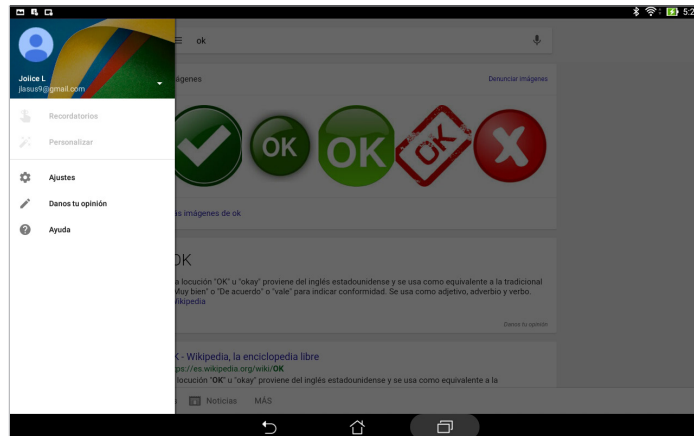 5:2
Joiice L
jlasus9@gmail.com
Recordatorios
Personalizar
Ajustes
Danos tu opinión
Ayuda
ok
ágenes
Denunciar imágenes
OK
OK
OK
ás imágenes de ok
OK
a locución "OK" u "okay" proviene del inglés estadounidense y se usa como equivalente a la tradicional
Muy bien" o "De acuerdo" o "vale" para indicar conformidad. Se usa como adjetivo, adverbio y verbo.
Wikipedia
Danos tu opinión
K - Wikipedia, la enciclopedia libre
ps://es.wikipedia.org/wiki/OK
locución "OK" u "okay" proviene del inglés estadounidense y se usa como equivalente a la
Noticias MÁS